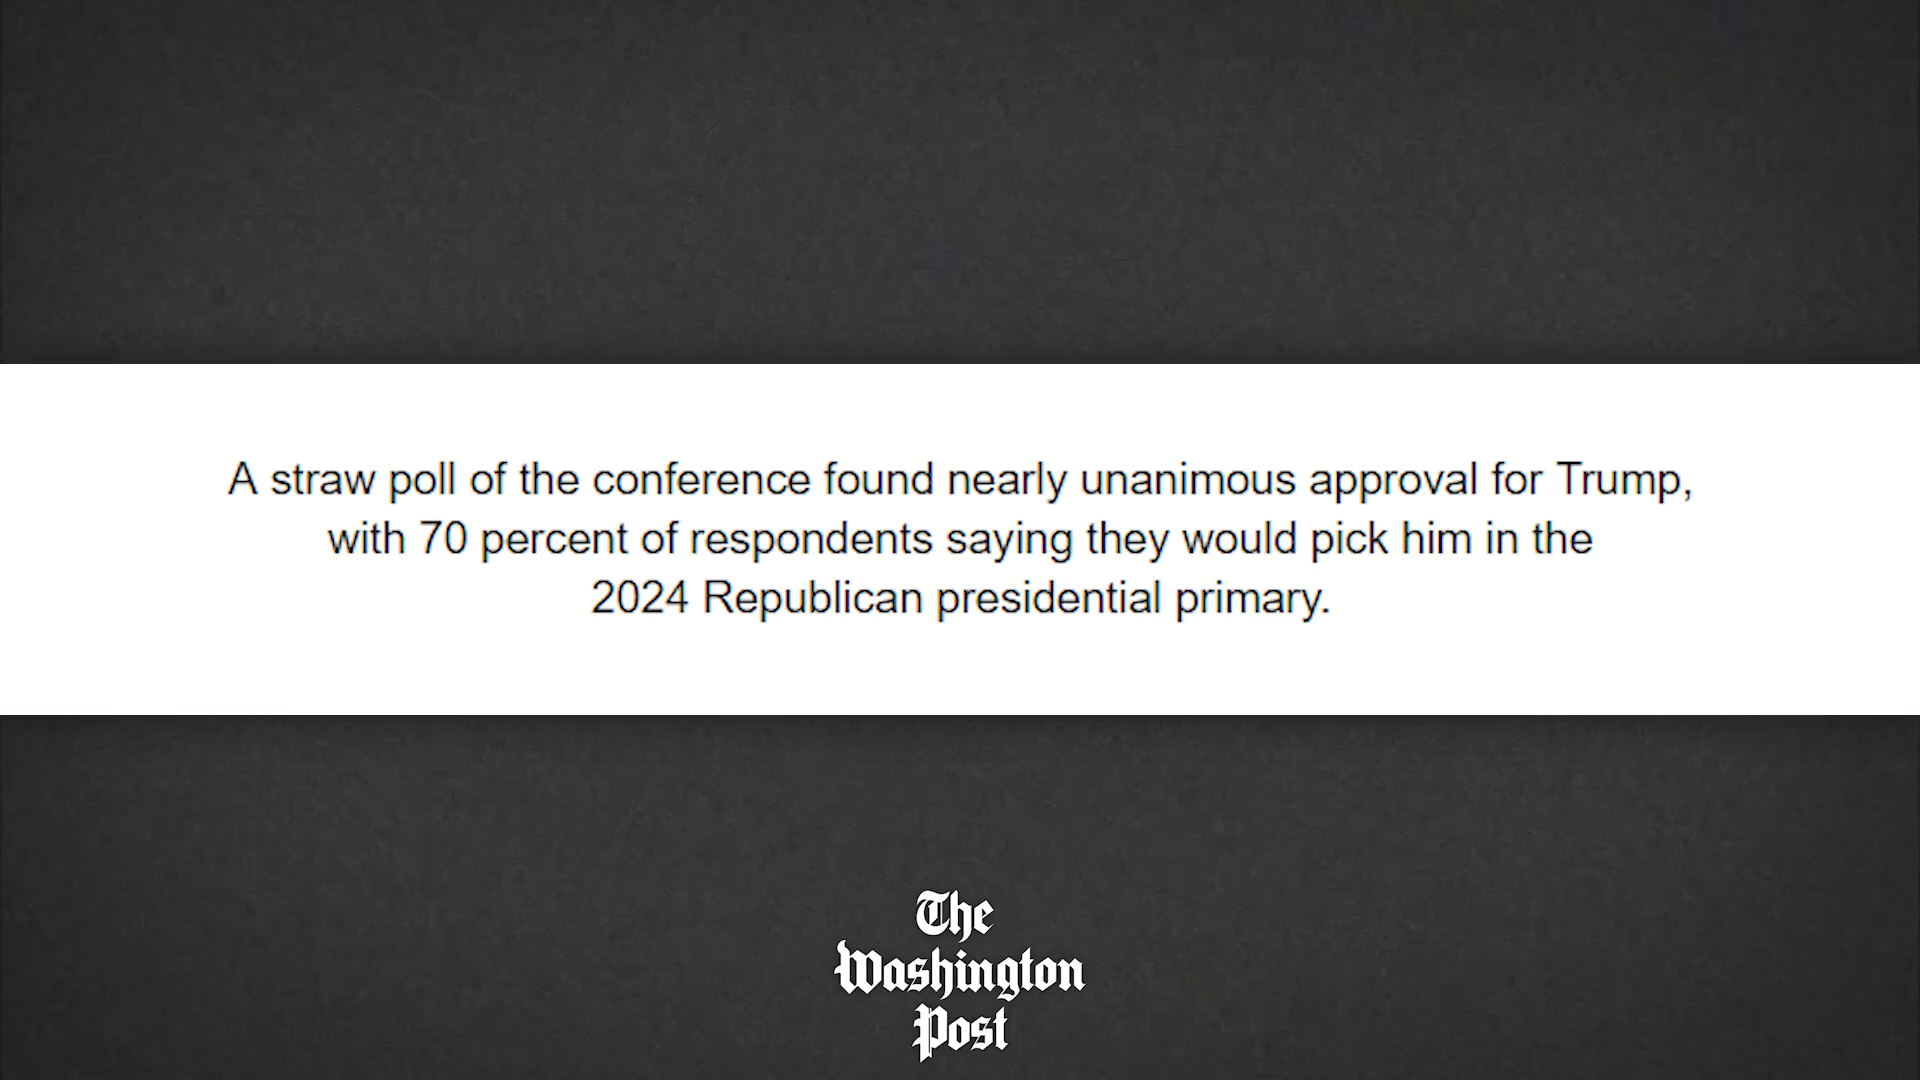 A straw poll of the conference found nearly unanimous approval for Trump,
with 70 percent of respondents saying they would pick him in the
2024 Republican presidential primary.
The
Washington
Post